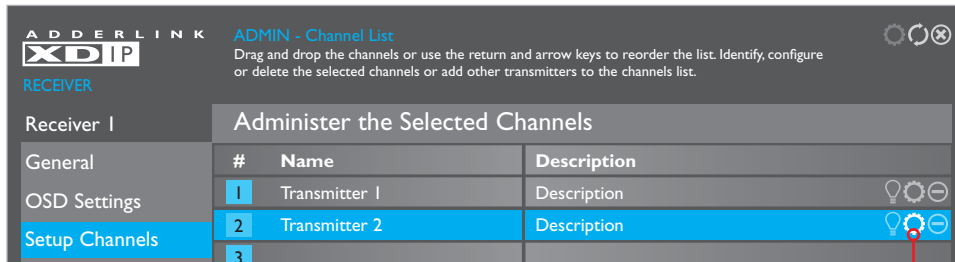 ADDERLINK
XDIP
RECEIVER
ADMIN - Channel List
Drag and drop the channels or use the return and arrow keys to reorder the list. Identify, configure
or delete the selected channels or add other transmitters to the channels list.
Receiver 1
General
OSD Settings
Setup Channels
Administer the Selected Channels
# Name Description
1 Transmitter 1 Description
2 Transmitter 2 Description
3